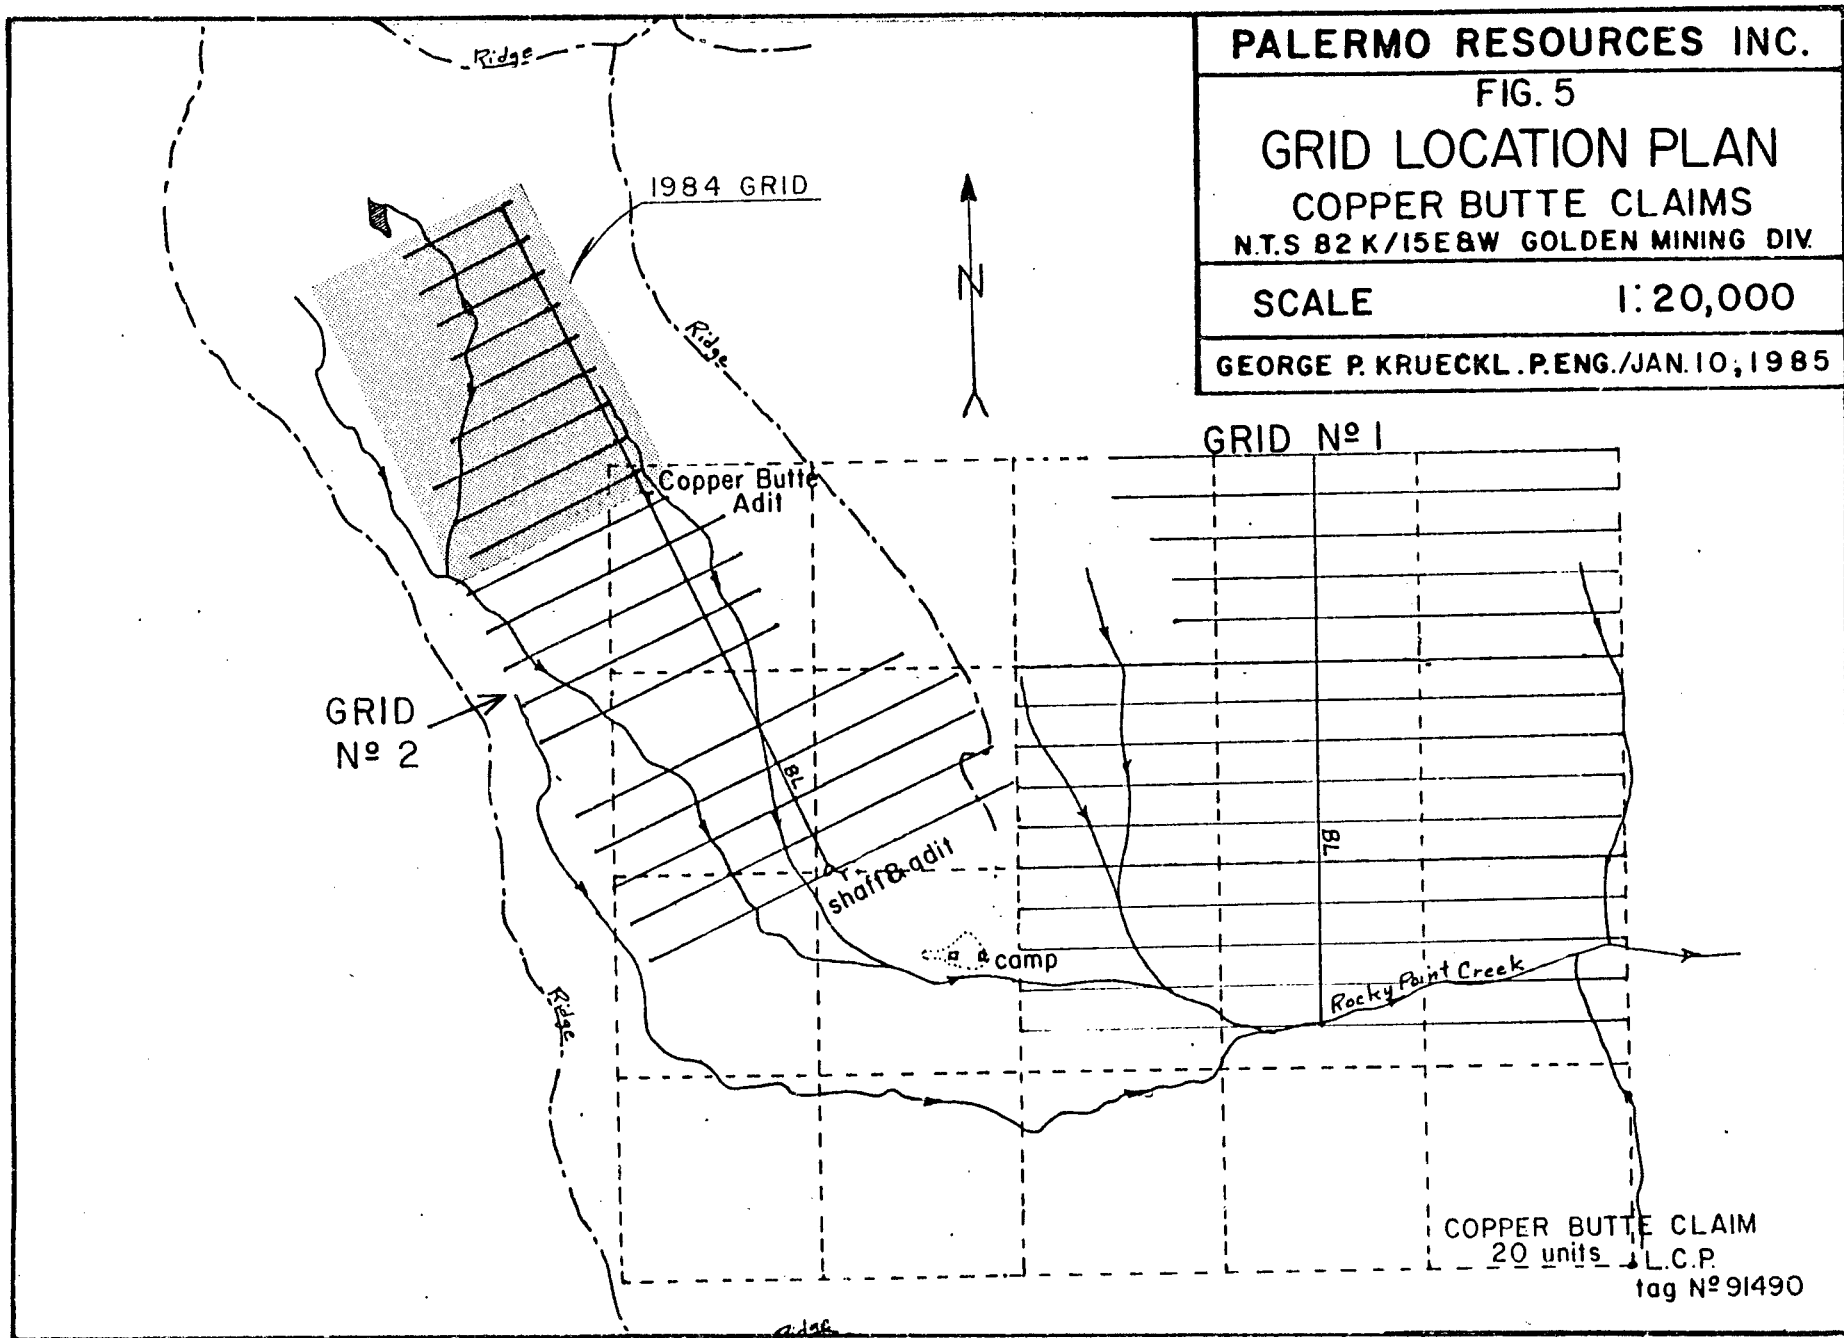 PALERMO RESOURCES INC.
FIG. 5
GRID LOCATION PLAN
COPPER BUTTE CLAIMS
N.T.S 82 K/15E&W GOLDEN MINING DIV.
SCALE 1:20,000
GEORGE P. KRUECKL.P.ENG./JAN.10,1985
Ridge
1984 GRID
N
Ridge
GRID Nº 1
Copper Butte
Adit
GRID
Nº 2
BL
BL
shaft & adit
camp
Rocky Point Creek
Ridge
COPPER BUTTE CLAIM
20 units
L.C.P.
tag Nº 91490
Ridge